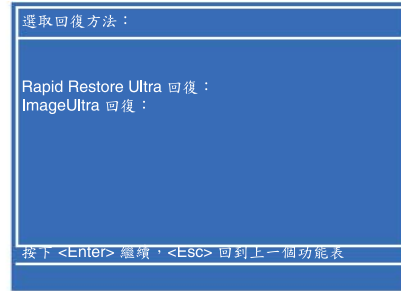 選取回復方法：
Rapid Restore Ultra 回復：
ImageUltra 回復：
按下 <Enter> 繼續，<Esc> 回到上一個功能表